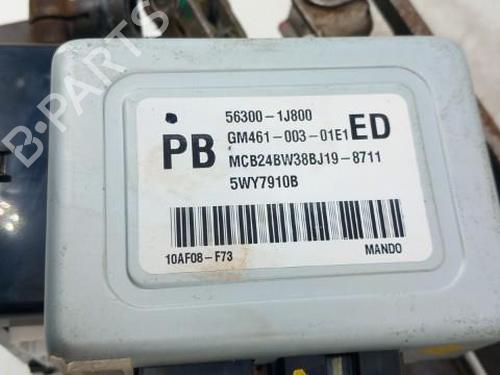 B-PARTS
56300-1J800
PB GM461-003-01E1 ED
MCB24BW38BJ19-8711
5WY7910B
10AF08-F73 MANDO